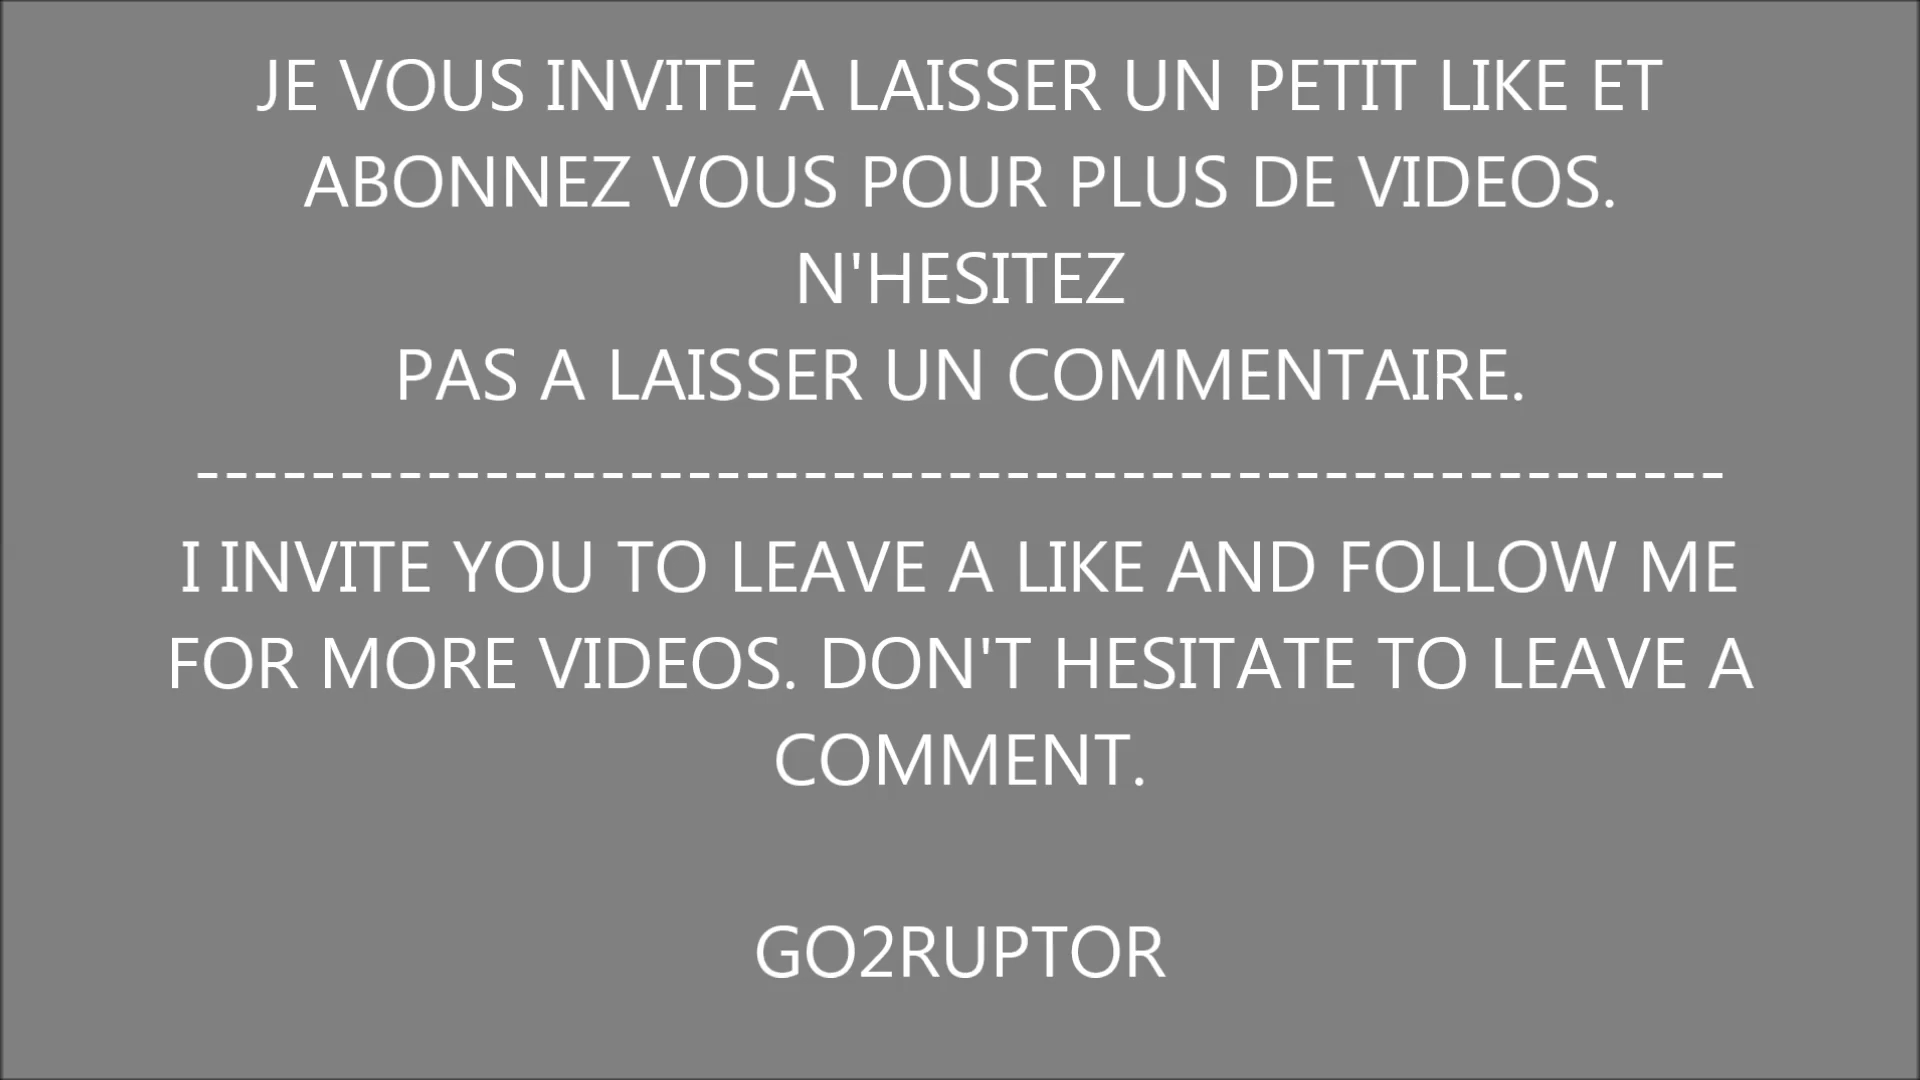 JE VOUS INVITE A LAISSER UN PETIT LIKE ET
ABONNEZ VOUS POUR PLUS DE VIDEOS.
N'HESITEZ
PAS A LAISSER UN COMMENTAIRE.
-----------------------------------------------------
I INVITE YOU TO LEAVE A LIKE AND FOLLOW ME
FOR MORE VIDEOS. DON'T HESITATE TO LEAVE A
COMMENT.
GO2RUPTOR